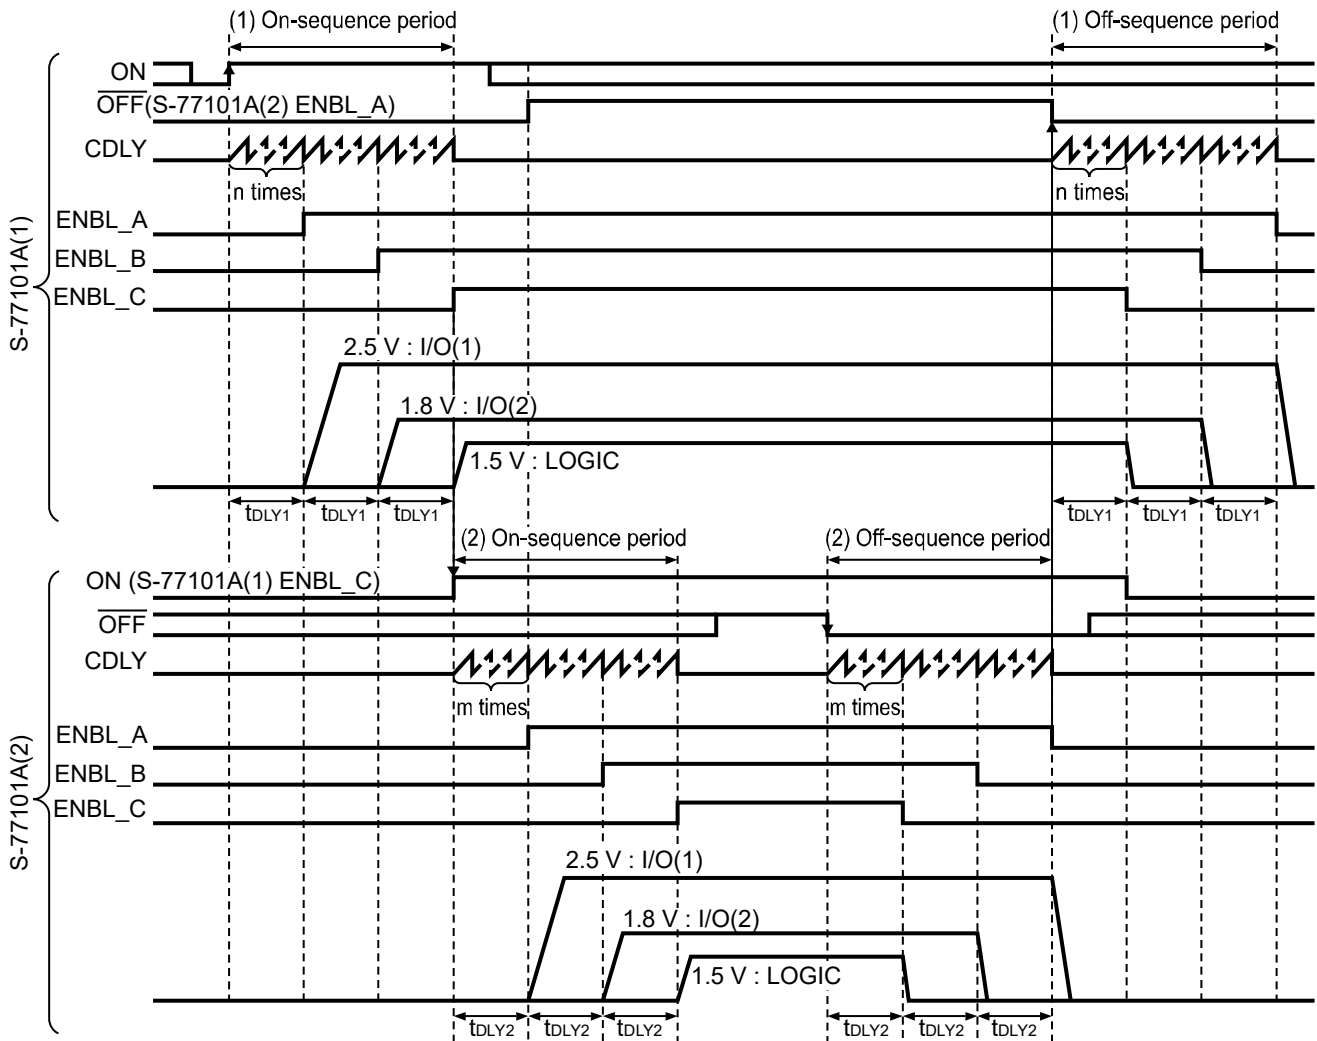 (1) On-sequence period
(1) Off-sequence period
S-77101A(1)
ON
OFF(S-77101A(2) ENBL_A)
CDLY
n times
n times
ENBL_A
ENBL_B
ENBL_C
2.5 V : I/O(1)
1.8 V : I/O(2)
1.5 V : LOGIC
tDLY1 tDLY1 tDLY1 tDLY1 tDLY1 tDLY1
(2) On-sequence period
(2) Off-sequence period
S-77101A(2)
ON (S-77101A(1) ENBL_C)
OFF
CDLY
m times
m times
ENBL_A
ENBL_B
ENBL_C
2.5 V : I/O(1)
1.8 V : I/O(2)
1.5 V : LOGIC
tDLY2 tDLY2 tDLY2 tDLY2 tDLY2 tDLY2